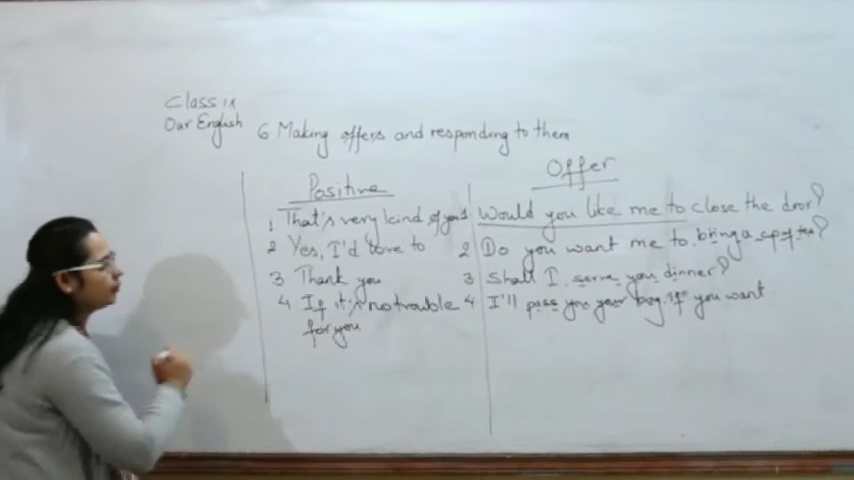 Class ix
Our English
6 Making offers and responding to them
Positive
1 That's very kind of you
2 Yes, I'd love to
3 Thank you
4 If it's no trouble
for you
Offer
1 Would you like me to close the door?
2 Do you want me to bring a cup of tea?
3 Shall I serve you dinner?
4 I'll pass you your bag if you want